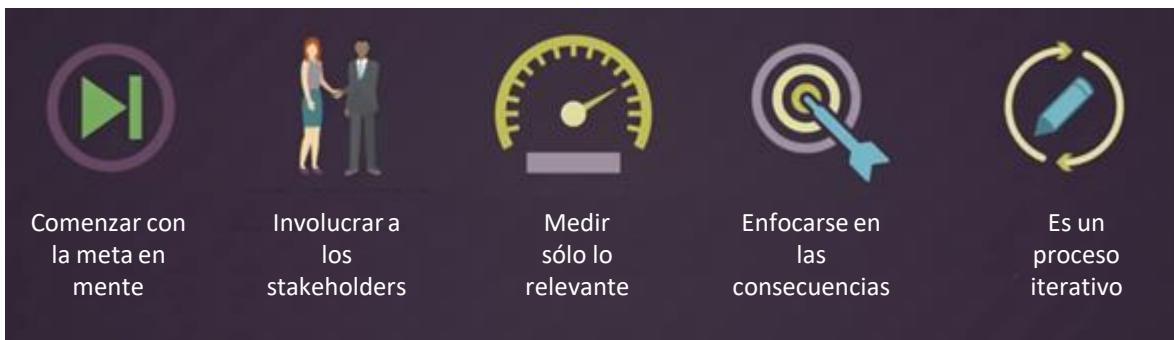 Comenzar con
la meta en
mente
Involucrar a
los
stakeholders
Medir
sólo lo
relevante
Enfocarse en
las
consecuencias
Es un
proceso
iterativo